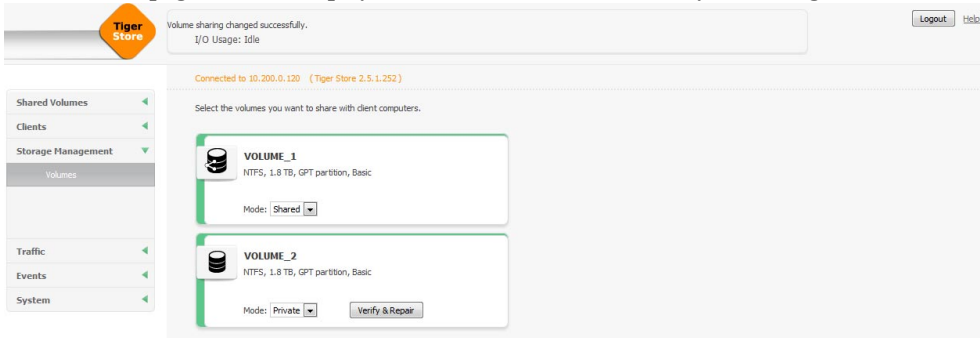 Tiger
Store
Volume sharing changed successfully.
I/O Usage: Idle
Logout Help
Connected to 10.200.0.120 (Tiger Store 2.5.1.252)
Select the volumes you want to share with client computers.
Shared Volumes
Clients
Storage Management
Volumes
Traffic
Events
System
VOLUME_1
NTFS, 1.8 TB, GPT partition, Basic
Mode: Shared
VOLUME_2
NTFS, 1.8 TB, GPT partition, Basic
Mode: Private Verify & Repair